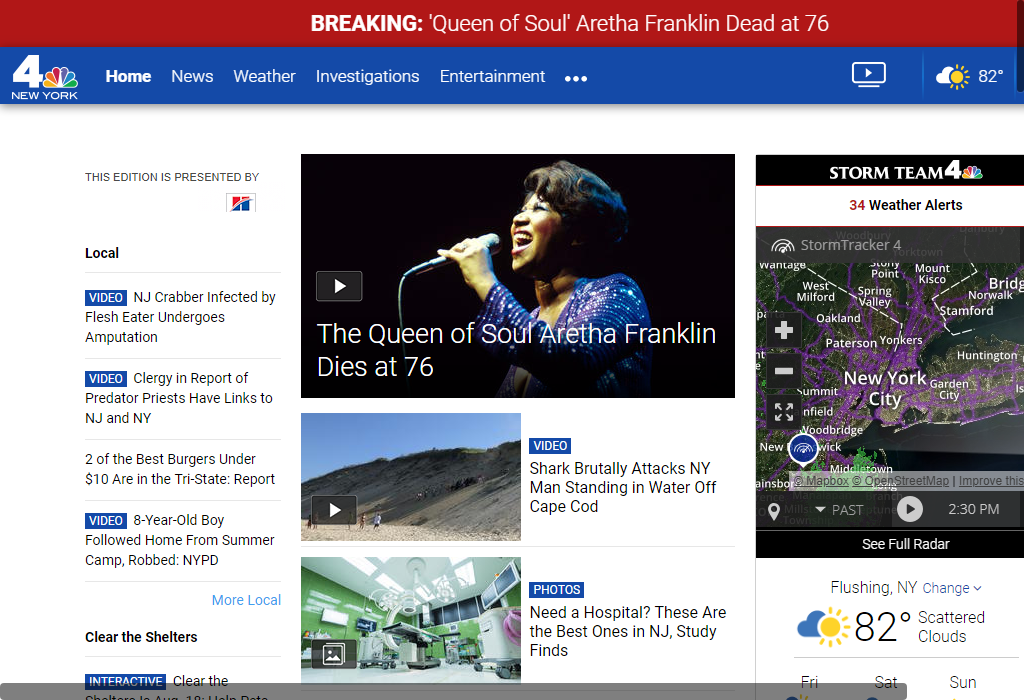 BREAKING: 'Queen of Soul' Aretha Franklin Dead at 76
4
NEW YORK
Home
News
Weather
Investigations
Entertainment
82°
THIS EDITION IS PRESENTED BY
Local
VIDEO NJ Crabber Infected by
Flesh Eater Undergoes
Amputation
VIDEO Clergy in Report of
Predator Priests Have Links to
NJ and NY
2 of the Best Burgers Under
$10 Are in the Tri-State: Report
VIDEO 8-Year-Old Boy
Followed Home From Summer
Camp, Robbed: NYPD
More Local
Clear the Shelters
INTERACTIVE Clear the
Shelters Is Aug. 18: Help Pets
The Queen of Soul Aretha Franklin
Dies at 76
VIDEO
Shark Brutally Attacks NY
Man Standing in Water Off
Cape Cod
PHOTOS
Need a Hospital? These Are
the Best Ones in NJ, Study
Finds
STORM TEAM 4
34 Weather Alerts
StormTracker 4
Wantage
Stony
Point
Mount
Kisco
West
Milford
Spring
Valley
Norwalk
Stamford
Oakland
Paterson
Yonkers
Huntington
New York
City
Garden
City
Woodbridge
Middletown
© Mapbox © OpenStreetMap | Improve this
PAST
2:30 PM
See Full Radar
Flushing, NY Change
82°
Scattered
Clouds
Fri
Sat
Sun